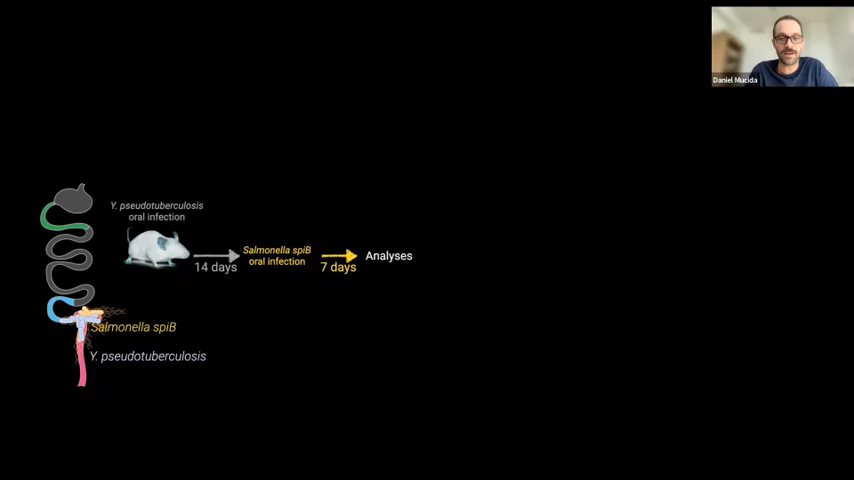 Daniel Mucida
Y. pseudotuberculosis
oral infection
14 days
Salmonella spiB
oral infection
7 days
Analyses
Salmonella spiB
Y. pseudotuberculosis